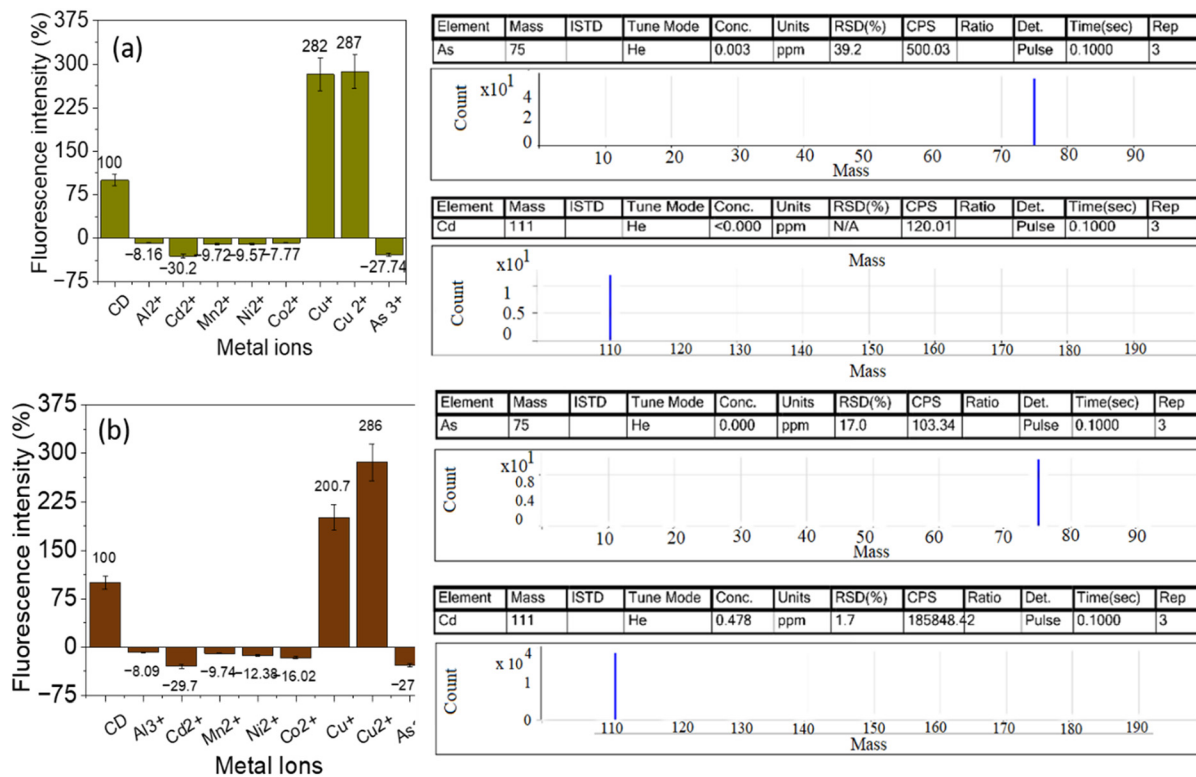 (a)
Fluorescence intensity (%)
375
300
225
150
75
0
−75
100
−8.16
−30.2
−9.72
−9.57
−7.77
282
287
−27.74
CD Al2+ Cd2+ Mn2+ Ni2+ Co2+ Cu+ Cu 2+ As 3+
Metal ions
Element Mass ISTD Tune Mode Conc. Units RSD(%) CPS Ratio Det. Time(sec) Rep
As 75 He 0.003 ppm 39.2 500.03 Pulse 0.1000 3
Count
x10^1
4
2
0
10 20 30 40 50 60 70 80 90
Mass
Element Mass ISTD Tune Mode Conc. Units RSD(%) CPS Ratio Det. Time(sec) Rep
Cd 111 He <0.000 ppm N/A 120.01 Pulse 0.1000 3
Mass
Count
x10^1
1
0.5
0
110 120 130 140 150 160 170 180 190
Mass
(b)
Fluorescence intensity (%)
375
300
225
150
75
0
−75
100
−8.09
−29.7
−9.74
−12.38
−16.02
200.7
286
−27
CD Al3+ Cd2+ Mn2+ Ni2+ Co2+ Cu+ Cu2+ As
Metal Ions
Element Mass ISTD Tune Mode Conc. Units RSD(%) CPS Ratio Det. Time(sec) Rep
As 75 He 0.000 ppm 17.0 103.34 Pulse 0.1000 3
Count
x10^1
0.8
0.4
0
10 20 30 40 50 60 70 80 90
Mass
Element Mass ISTD Tune Mode Conc. Units RSD(%) CPS Ratio Det. Time(sec) Rep
Cd 111 He 0.478 ppm 1.7 185848.42 Pulse 0.1000 3
Count
x 10^4
1
0
110 120 130 140 150 160 170 180 190
Mass